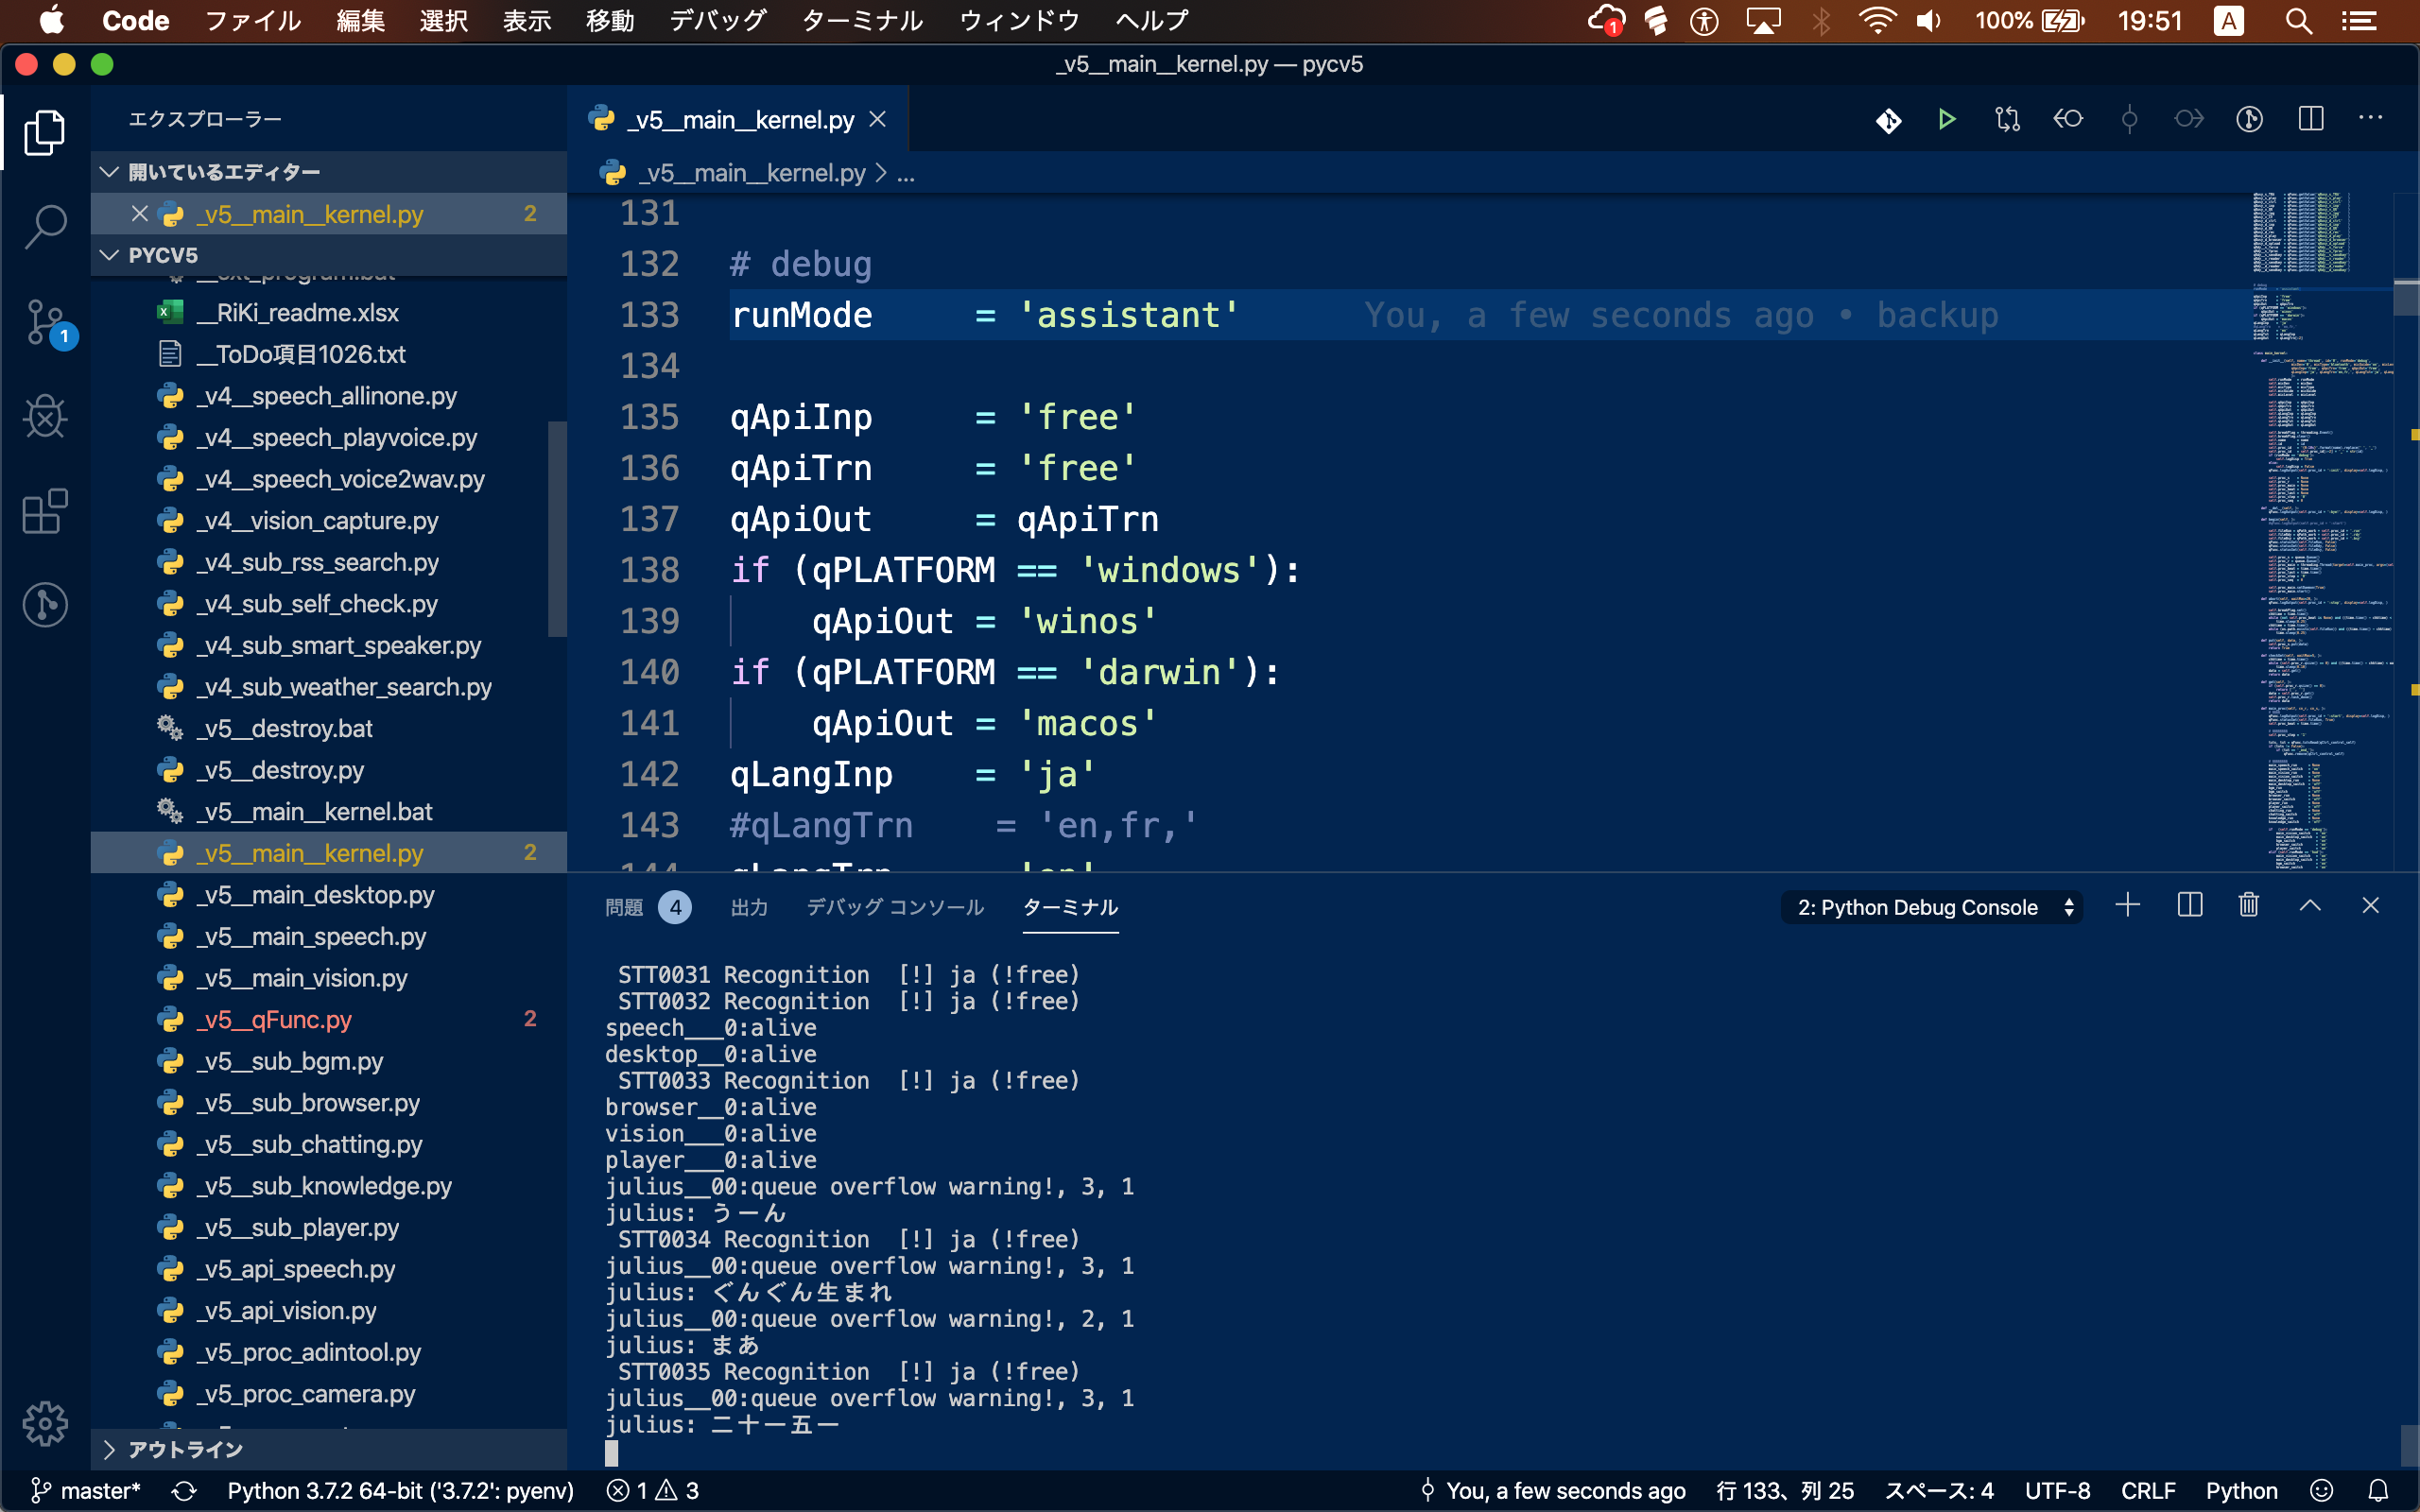 Code ファイル 編集 選択 表示 移動 デバッグ ターミナル ウィンドウ ヘルプ 1 100% 19:51 A
_v5__main__kernel.py — pycv5
エクスプローラー
開いているエディター
_v5__main__kernel.py 2
PYCV5
__RiKi_readme.xlsx
__ToDo項目1026.txt
_v4__speech_allinone.py
_v4__speech_playvoice.py
_v4__speech_voice2wav.py
_v4__vision_capture.py
_v4_sub_rss_search.py
_v4_sub_self_check.py
_v4_sub_smart_speaker.py
_v4_sub_weather_search.py
_v5__destroy.bat
_v5__destroy.py
_v5__main__kernel.bat
_v5__main__kernel.py 2
_v5__main_desktop.py
_v5__main_speech.py
_v5__main_vision.py
_v5__qFunc.py 2
_v5__sub_bgm.py
_v5__sub_browser.py
_v5__sub_chatting.py
_v5__sub_knowledge.py
_v5__sub_player.py
_v5_api_speech.py
_v5_api_vision.py
_v5_proc_adintool.py
_v5_proc_camera.py
アウトライン
1
_v5__main__kernel.py
_v5__main__kernel.py > ...
131
132 # debug
133 runMode = 'assistant' You, a few seconds ago • backup
134
135 qApiInp = 'free'
136 qApiTrn = 'free'
137 qApiOut = qApiTrn
138 if (qPLATFORM == 'windows'):
139 qApiOut = 'winos'
140 if (qPLATFORM == 'darwin'):
141 qApiOut = 'macos'
142 qLangInp = 'ja'
143 #qLangTrn = 'en,fr,'
144 qLangTrn = 'en'
問題 4 出力 デバッグ コンソール ターミナル 2: Python Debug Console
STT0031 Recognition [!] ja (!free)
STT0032 Recognition [!] ja (!free)
speech___0:alive
desktop__0:alive
STT0033 Recognition [!] ja (!free)
browser__0:alive
vision___0:alive
player___0:alive
julius__00:queue overflow warning!, 3, 1
julius: うーん
STT0034 Recognition [!] ja (!free)
julius__00:queue overflow warning!, 3, 1
julius: ぐんぐん生まれ
julius__00:queue overflow warning!, 2, 1
julius: まあ
STT0035 Recognition [!] ja (!free)
julius__00:queue overflow warning!, 3, 1
julius: 二十一五一
master* Python 3.7.2 64-bit ('3.7.2': pyenv) 1 3 You, a few seconds ago 行 133、列 25 スペース: 4 UTF-8 CRLF Python